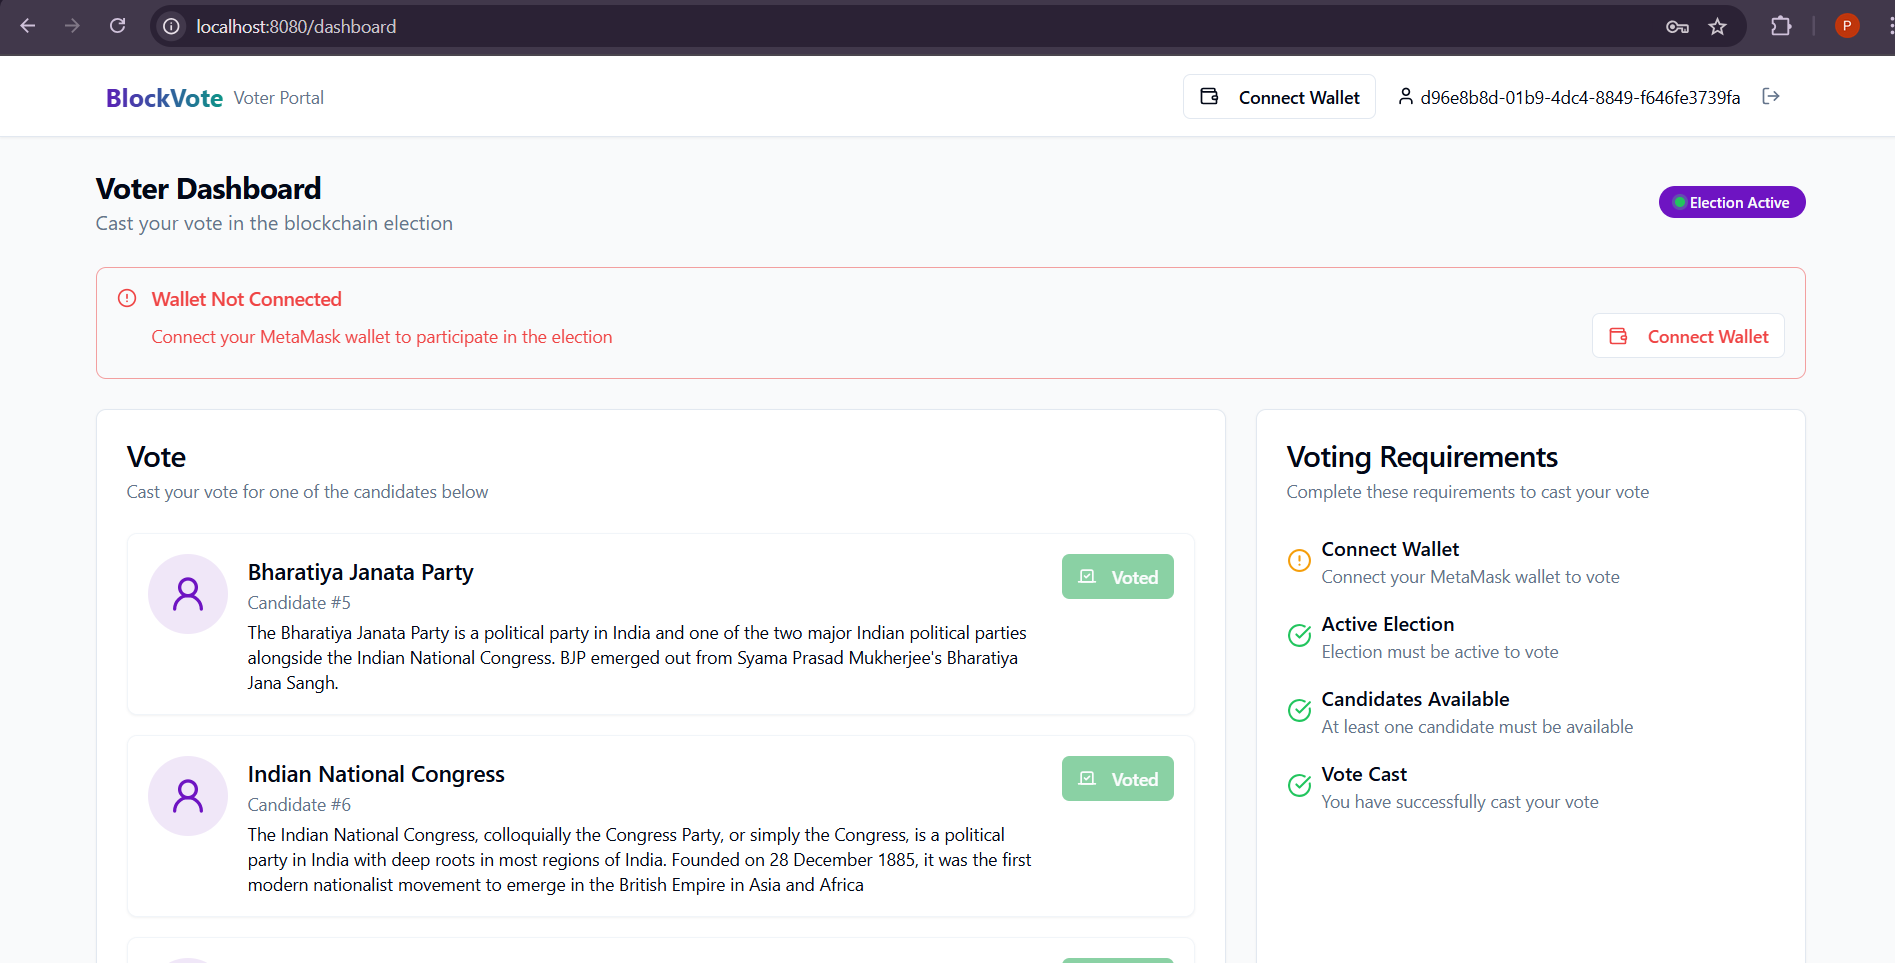 localhost:8080/dashboard
P
BlockVote Voter Portal
Connect Wallet
d96e8b8d-01b9-4dc4-8849-f646fe3739fa
Voter Dashboard
Cast your vote in the blockchain election
Election Active
Wallet Not Connected
Connect your MetaMask wallet to participate in the election
Connect Wallet
Vote
Cast your vote for one of the candidates below
Bharatiya Janata Party
Candidate #5
The Bharatiya Janata Party is a political party in India and one of the two major Indian political parties
alongside the Indian National Congress. BJP emerged out from Syama Prasad Mukherjee's Bharatiya
Jana Sangh.
Voted
Indian National Congress
Candidate #6
The Indian National Congress, colloquially the Congress Party, or simply the Congress, is a political
party in India with deep roots in most regions of India. Founded on 28 December 1885, it was the first
modern nationalist movement to emerge in the British Empire in Asia and Africa
Voted
Voting Requirements
Complete these requirements to cast your vote
Connect Wallet
Connect your MetaMask wallet to vote
Active Election
Election must be active to vote
Candidates Available
At least one candidate must be available
Vote Cast
You have successfully cast your vote